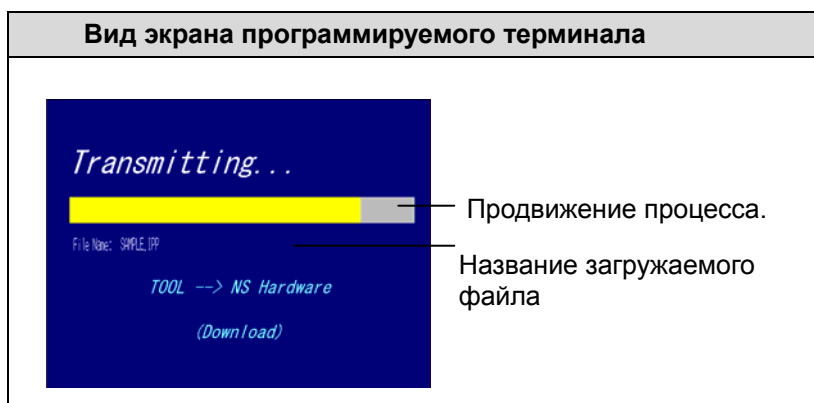 Вид экрана программируемого терминала
Transmitting...
Продвижение процесса.
File Name: SAMPLE.IPP
Название загружаемого
файла
TOOL --> NS Hardware
(Download)